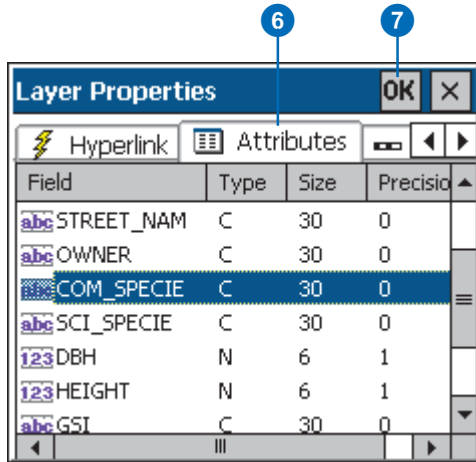 6 7
Layer Properties OK
Hyperlink Attributes
Field Type Size Precisio
abc STREET_NAM C 30 0
abc OWNER C 30 0
abc COM_SPECIE C 30 0
abc SCI_SPECIE C 30 0
123 DBH N 6 1
123 HEIGHT N 6 1
abc GSI C 30 0